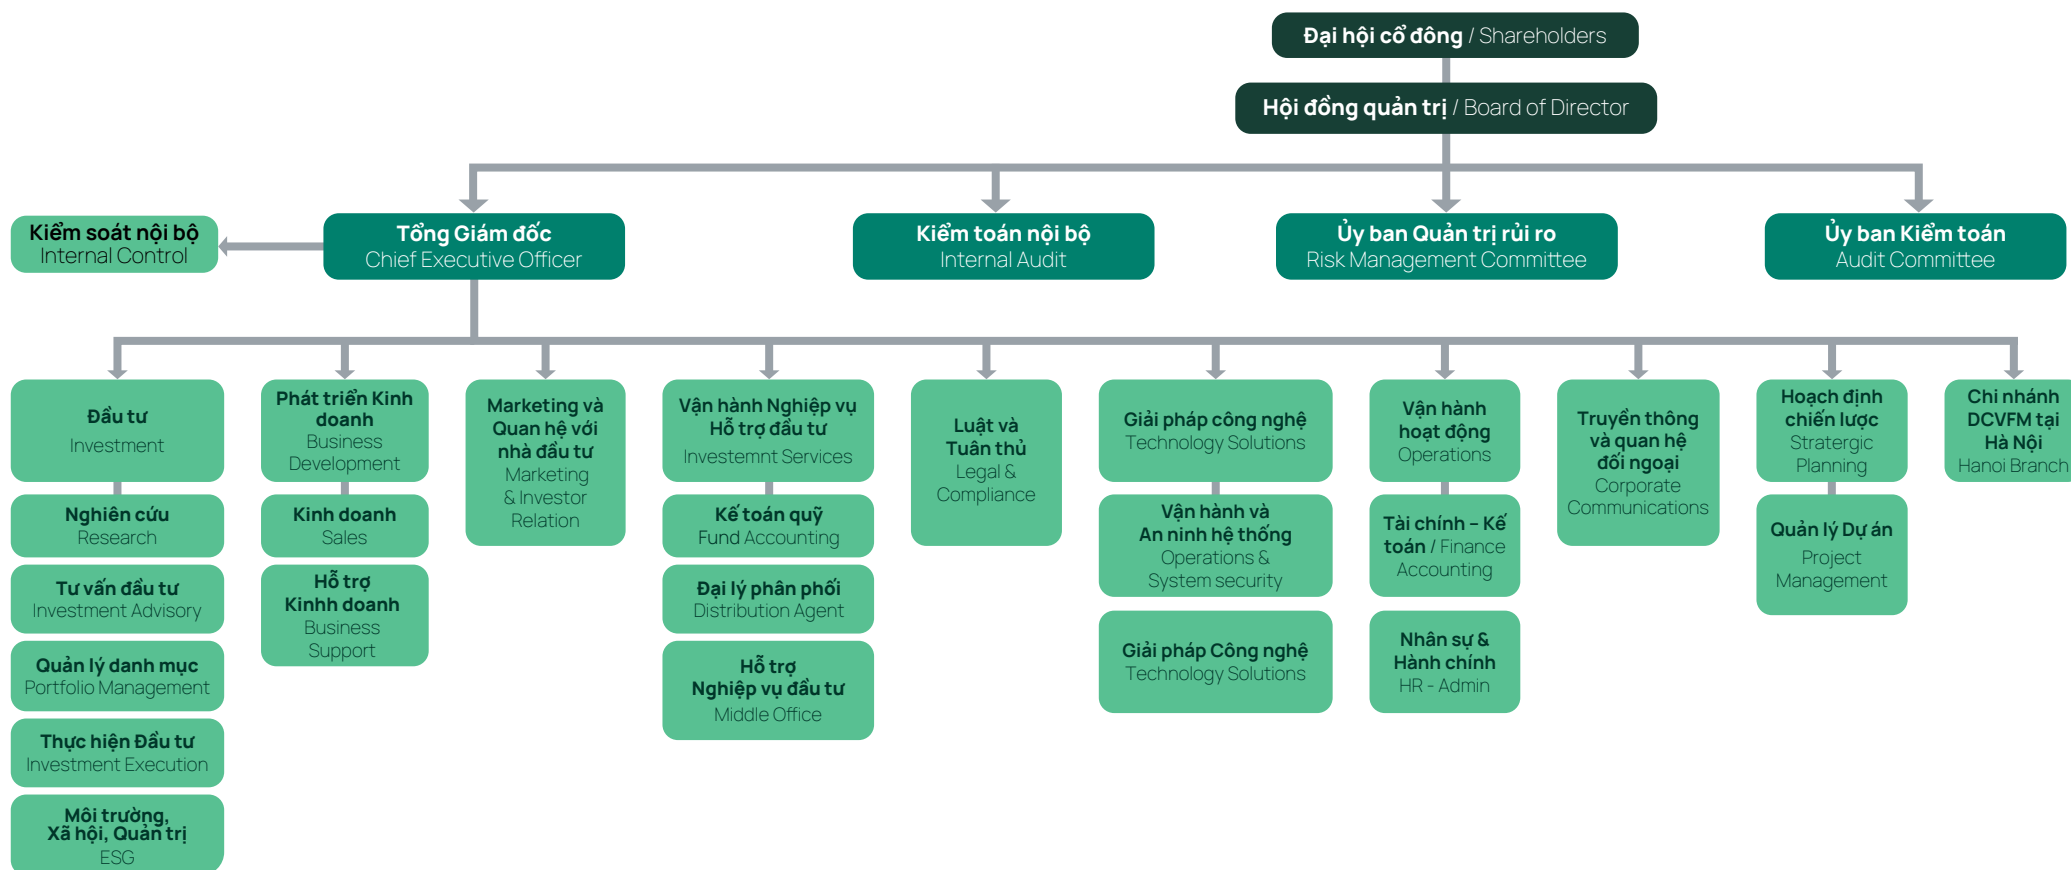 Đại hội cổ đông / Shareholders
Hội đồng quản trị / Board of Director
Kiểm soát nội bộ
Internal Control
Tổng Giám đốc
Chief Executive Officer
Kiểm toán nội bộ
Internal Audit
Ủy ban Quản trị rủi ro
Risk Management Committee
Ủy ban Kiểm toán
Audit Committee
Đầu tư
Investment
Nghiên cứu
Research
Tư vấn đầu tư
Investment Advisory
Quản lý danh mục
Portfolio Management
Thực hiện Đầu tư
Investment Execution
Môi trường,
Xã hội, Quản trị
ESG
Phát triển Kinh
doanh
Business
Development
Kinh doanh
Sales
Hỗ trợ
Kinhh doanh
Business
Support
Marketing và
Quan hệ với
nhà đầu tư
Marketing
& Investor
Relation
Vận hành Nghiệp vụ
Hỗ trợ đầu tư
Investemnt Services
Kế toán quỹ
Fund Accounting
Đại lý phân phối
Distribution Agent
Hỗ trợ
Nghiệp vụ đầu tư
Middle Office
Luật và
Tuân thủ
Legal &
Compliance
Giải pháp công nghệ
Technology Solutions
Vận hành và
An ninh hệ thống
Operations &
System security
Giải pháp Công nghệ
Technology Solutions
Vận hành
hoạt động
Operations
Tài chính – Kế
toán / Finance
Accounting
Nhân sự &
Hành chính
HR - Admin
Truyền thông
và quan hệ
đối ngoại
Corporate
Communications
Hoạch định
chiến lược
Stratergic
Planning
Quản lý Dự án
Project
Management
Chi nhánh
DCVFM tại
Hà Nội
Hanoi Branch